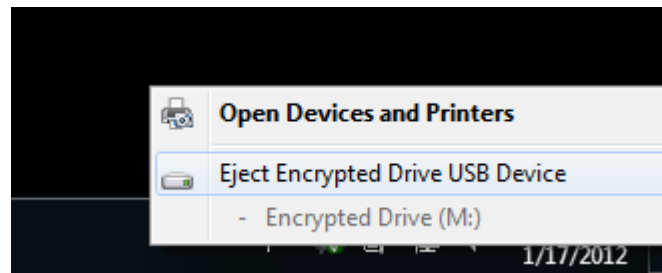 Open Devices and Printers
Eject Encrypted Drive USB Device
- Encrypted Drive (M:)
1/17/2012